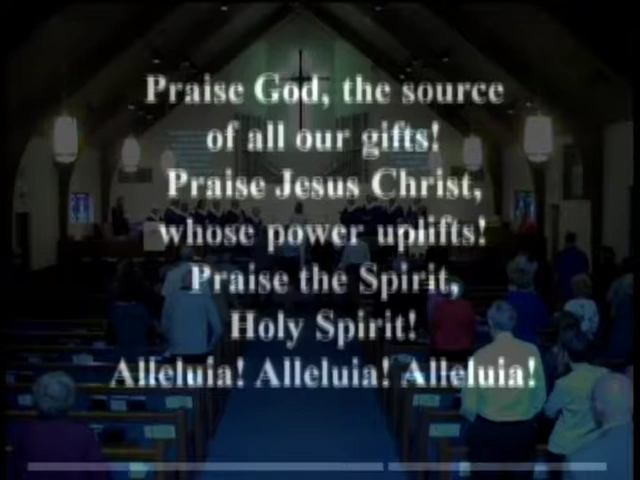 Praise God, the source
of all our gifts!
Praise Jesus Christ,
whose power uplifts!
Praise the Spirit,
Holy Spirit!
Alleluia! Alleluia! Alleluia!